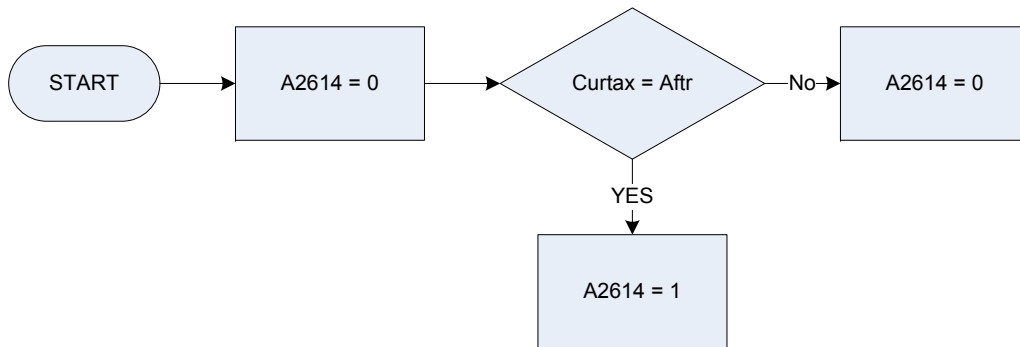 START
A2614 = 0
Curtax = Aftr
No
A2614 = 0
YES
A2614 = 1